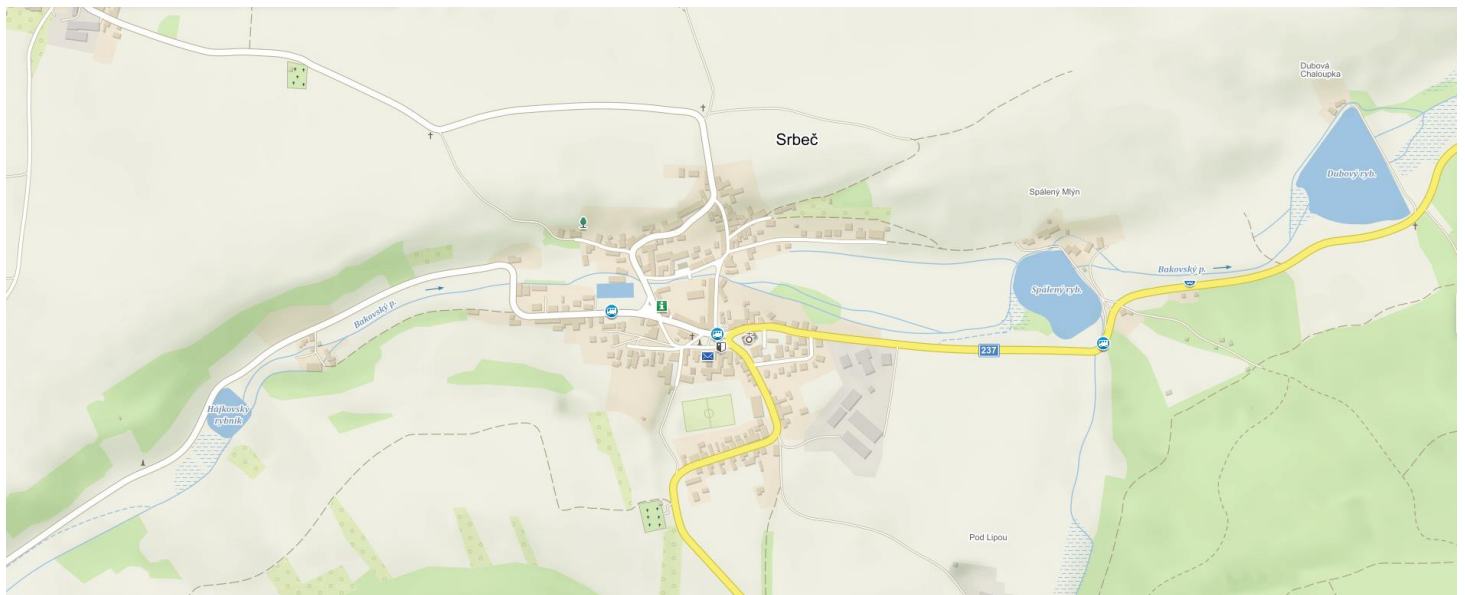 Dubová
Chaloupka
Srbeč
Dubový ryb.
Spálený Mlýn
Bakovský p.
Spálený ryb.
Bakovský p.
237
Hájkovský
rybník
Pod Lipou